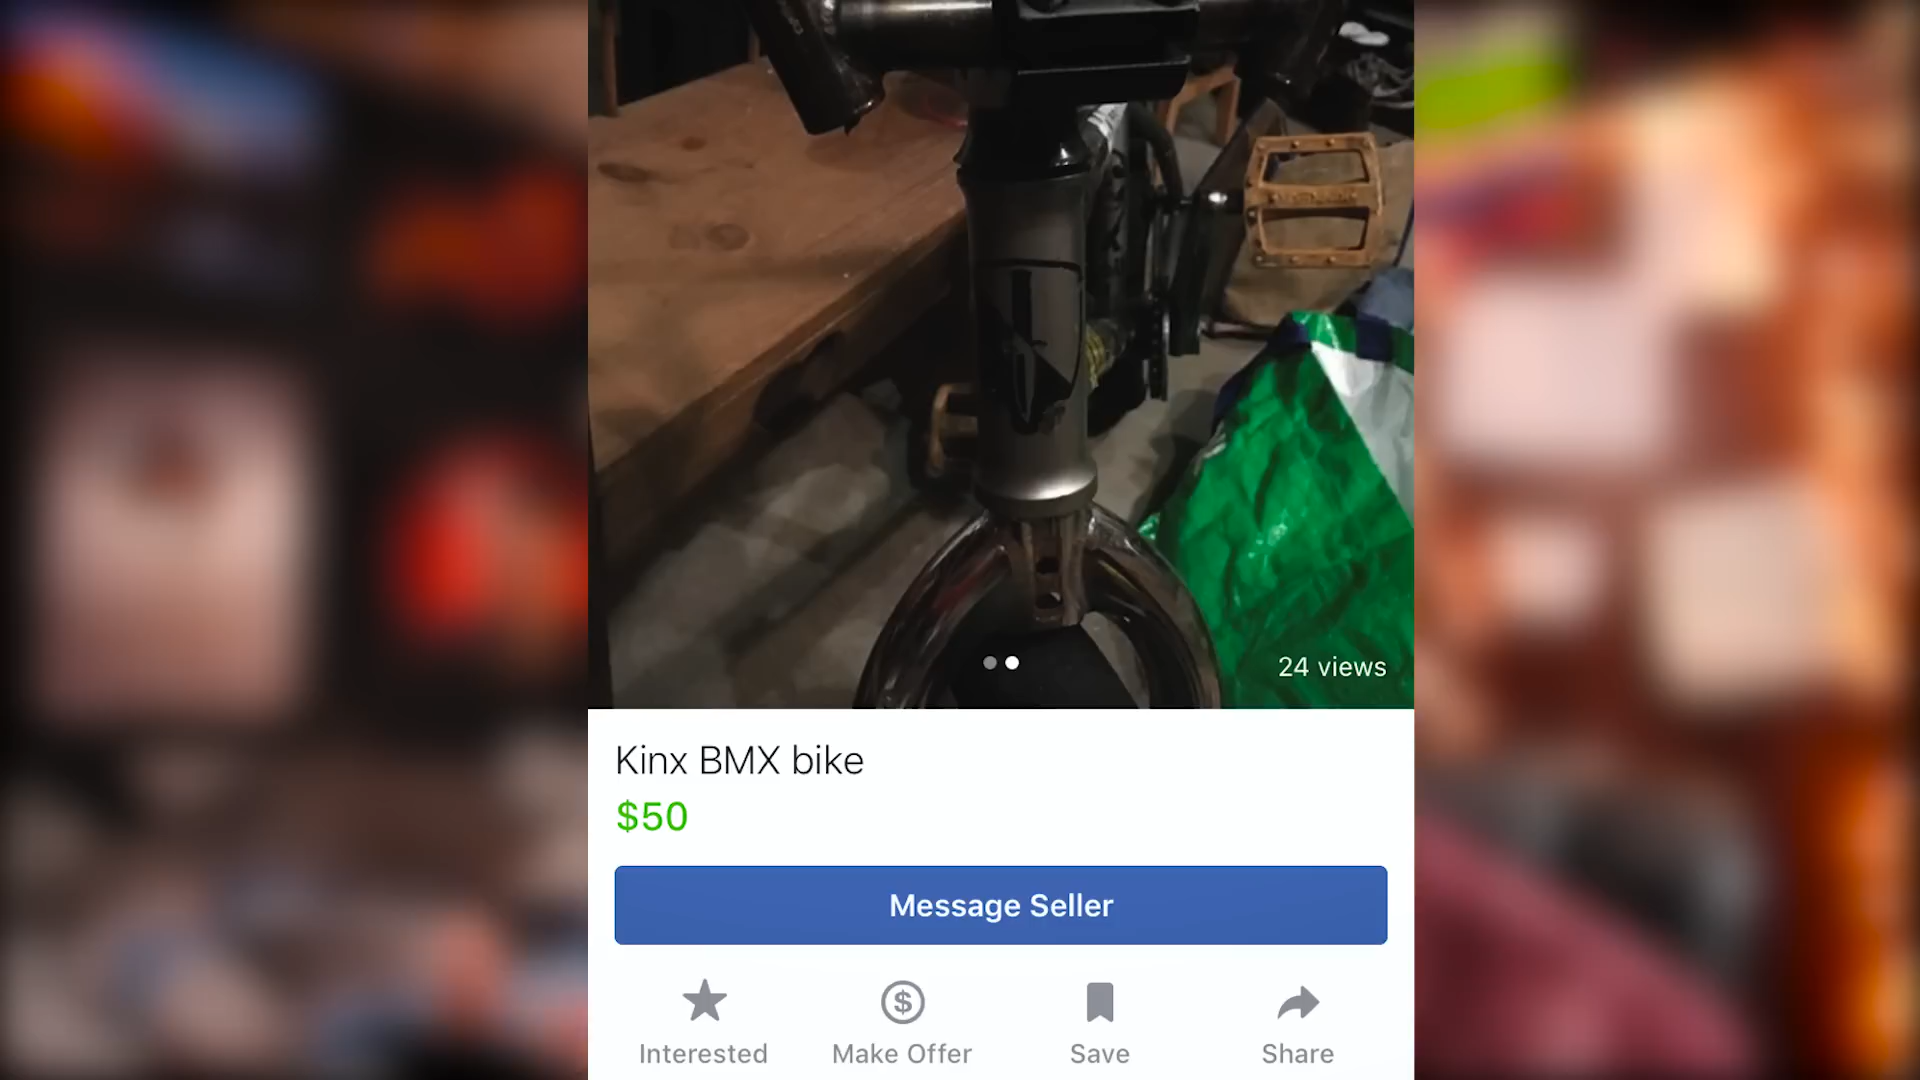 24 views
Kinx BMX bike
$50
Message Seller
Interested
Make Offer
Save
Share